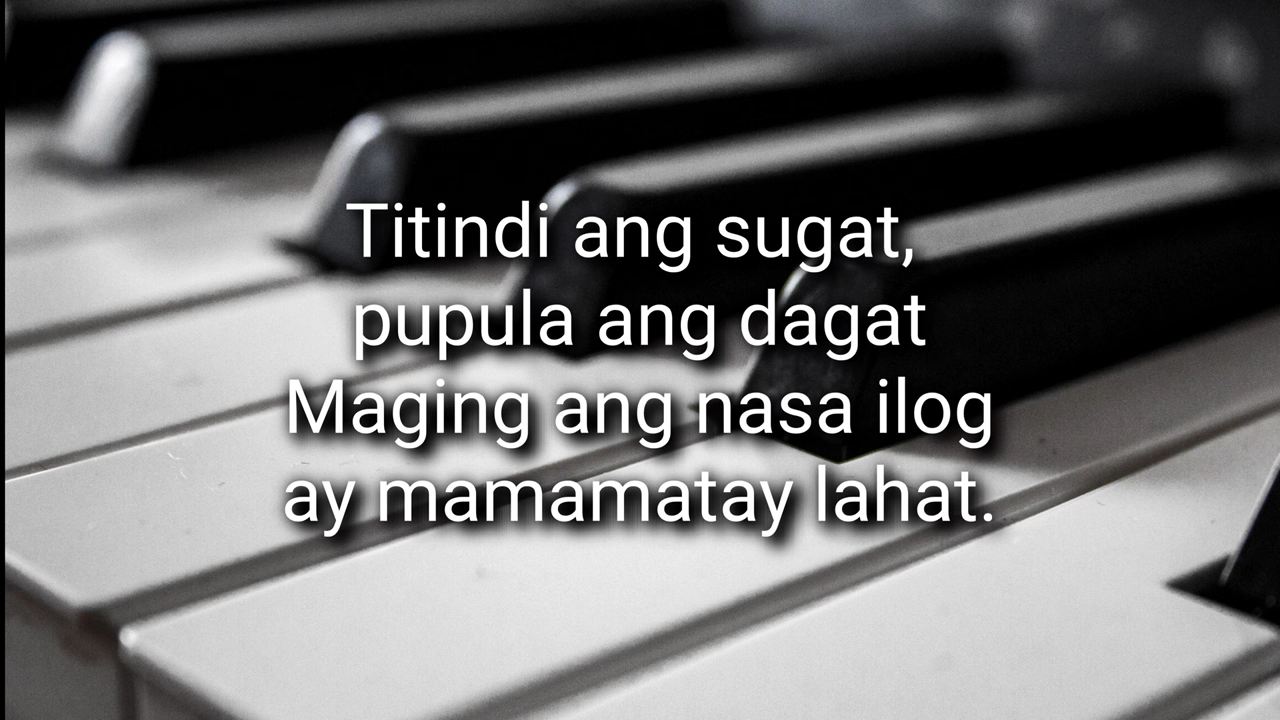 Titindi ang sugat,
pupula ang dagat
Maging ang nasa ilog
ay mamamatay lahat.